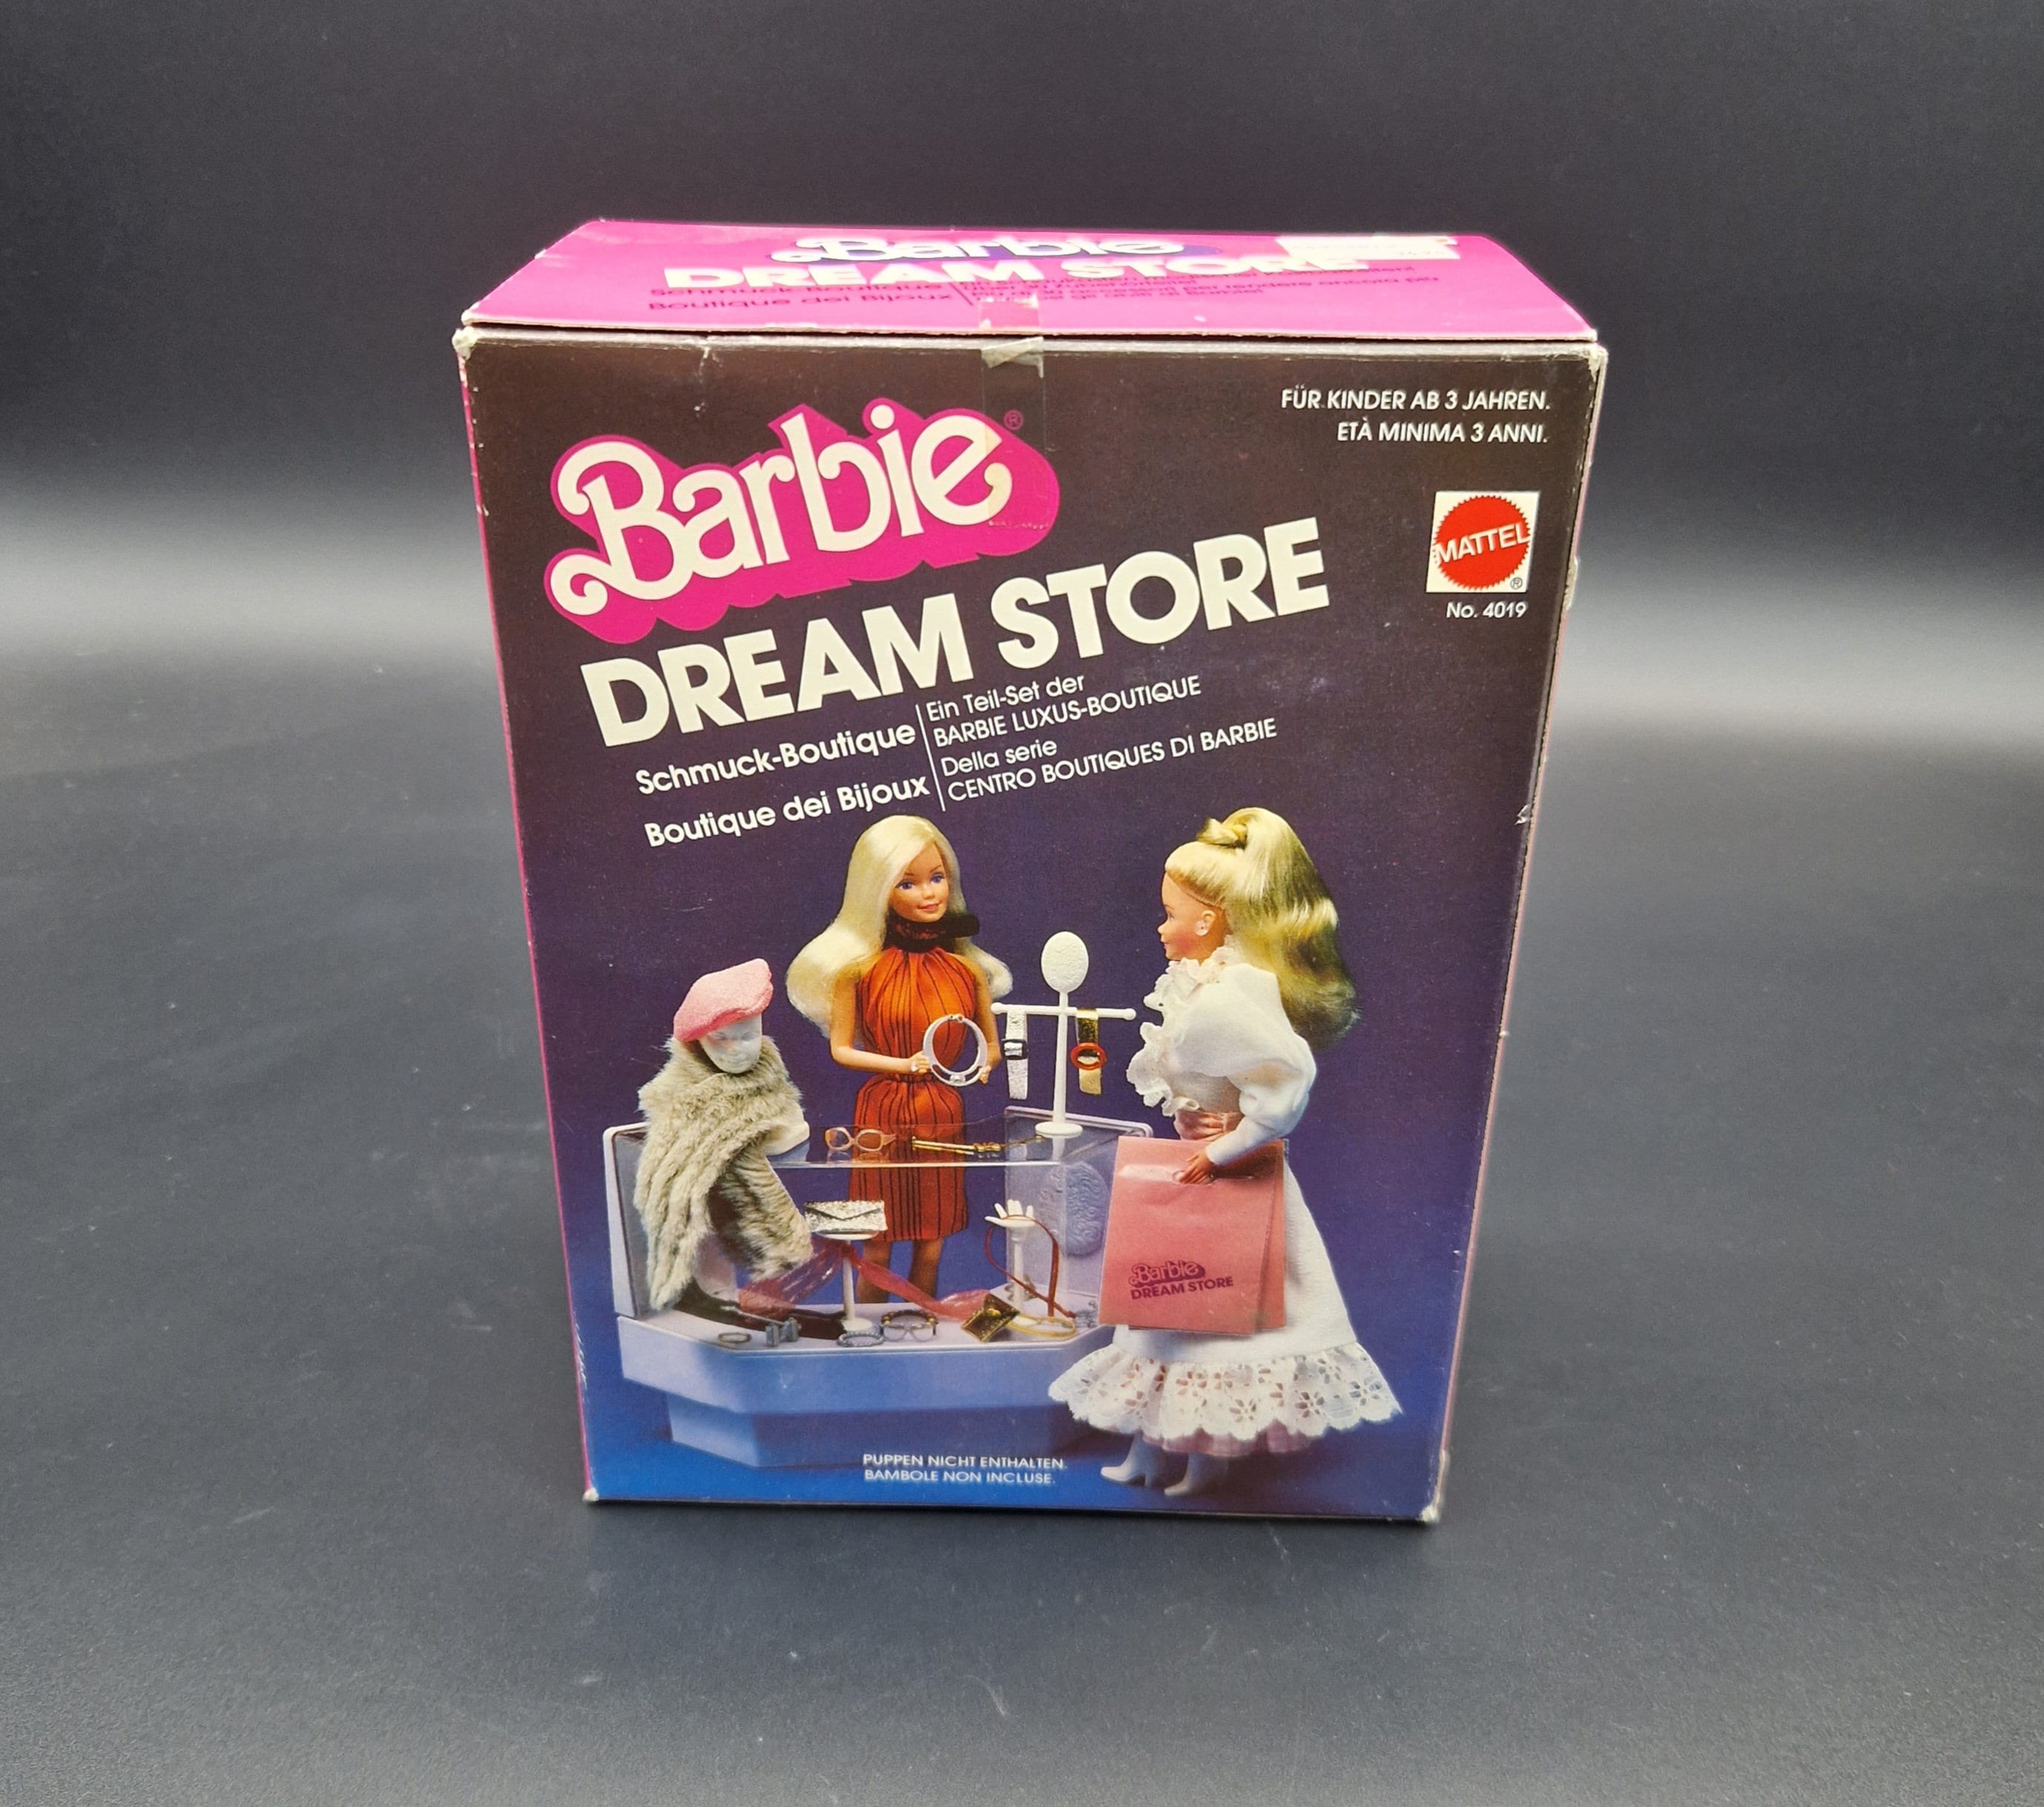 Barbie
DREAM STORE
Schmuck-Boutique
Boutique dei Bijoux
Barbie®
FÜR KINDER AB 3 JAHREN.
ETÀ MINIMA 3 ANNI.
MATTEL®
No. 4019
DREAM STORE
Schmuck-Boutique
Ein Teil-Set der
BARBIE LUXUS-BOUTIQUE
Boutique dei Bijoux
Della serie
CENTRO BOUTIQUES DI BARBIE
Barbie
DREAM STORE
PUPPEN NICHT ENTHALTEN.
BAMBOLE NON INCLUSE.